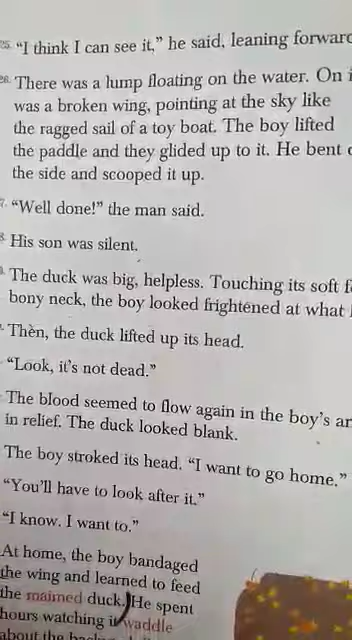 25. “I think I can see it,” he said, leaning forward
26. There was a lump floating on the water. On
was a broken wing, pointing at the sky like
the ragged sail of a toy boat. The boy lifted
the paddle and they glided up to it. He bent
the side and scooped it up.
“Well done!” the man said.
His son was silent.
The duck was big, helpless. Touching its soft
bony neck, the boy looked frightened at what
Then, the duck lifted up its head.
“Look, it’s not dead.”
The blood seemed to flow again in the boy’s
in relief. The duck looked blank.
The boy stroked its head. “I want to go home.”
“You’ll have to look after it.”
“I know. I want to.”
At home, the boy bandaged
the wing and learned to feed
the maimed duck. He spent
hours watching it waddle
about the